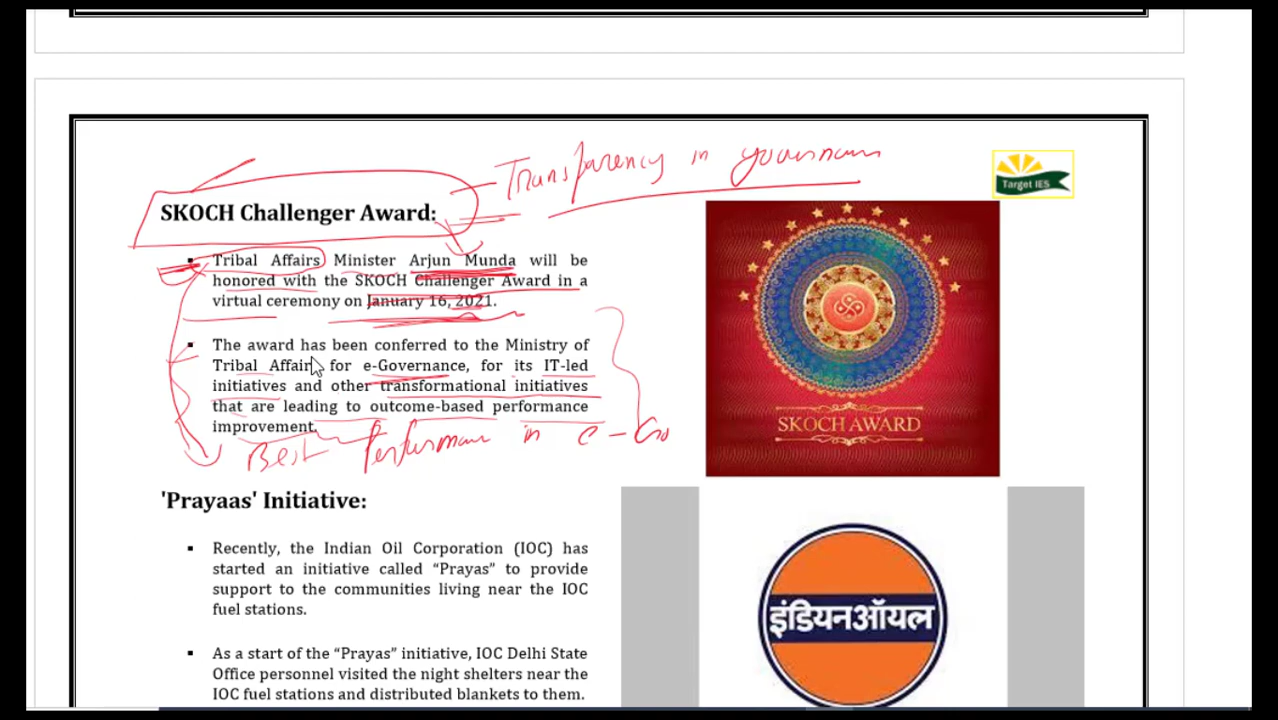 Transparency in governance
Target IES
SKOCH Challenger Award:
▪ Tribal Affairs Minister Arjun Munda will be
honored with the SKOCH Challenger Award in a
virtual ceremony on January 16, 2021.
▪ The award has been conferred to the Ministry of
Tribal Affairs for e-Governance, for its IT-led
initiatives and other transformational initiatives
that are leading to outcome-based performance
improvement.
Best Performance in e-Go
SKOCH AWARD
'Prayaas' Initiative:
▪ Recently, the Indian Oil Corporation (IOC) has
started an initiative called “Prayas” to provide
support to the communities living near the IOC
fuel stations.
▪ As a start of the “Prayas” initiative, IOC Delhi State
Office personnel visited the night shelters near the
IOC fuel stations and distributed blankets to them.
इंडियनऑयल